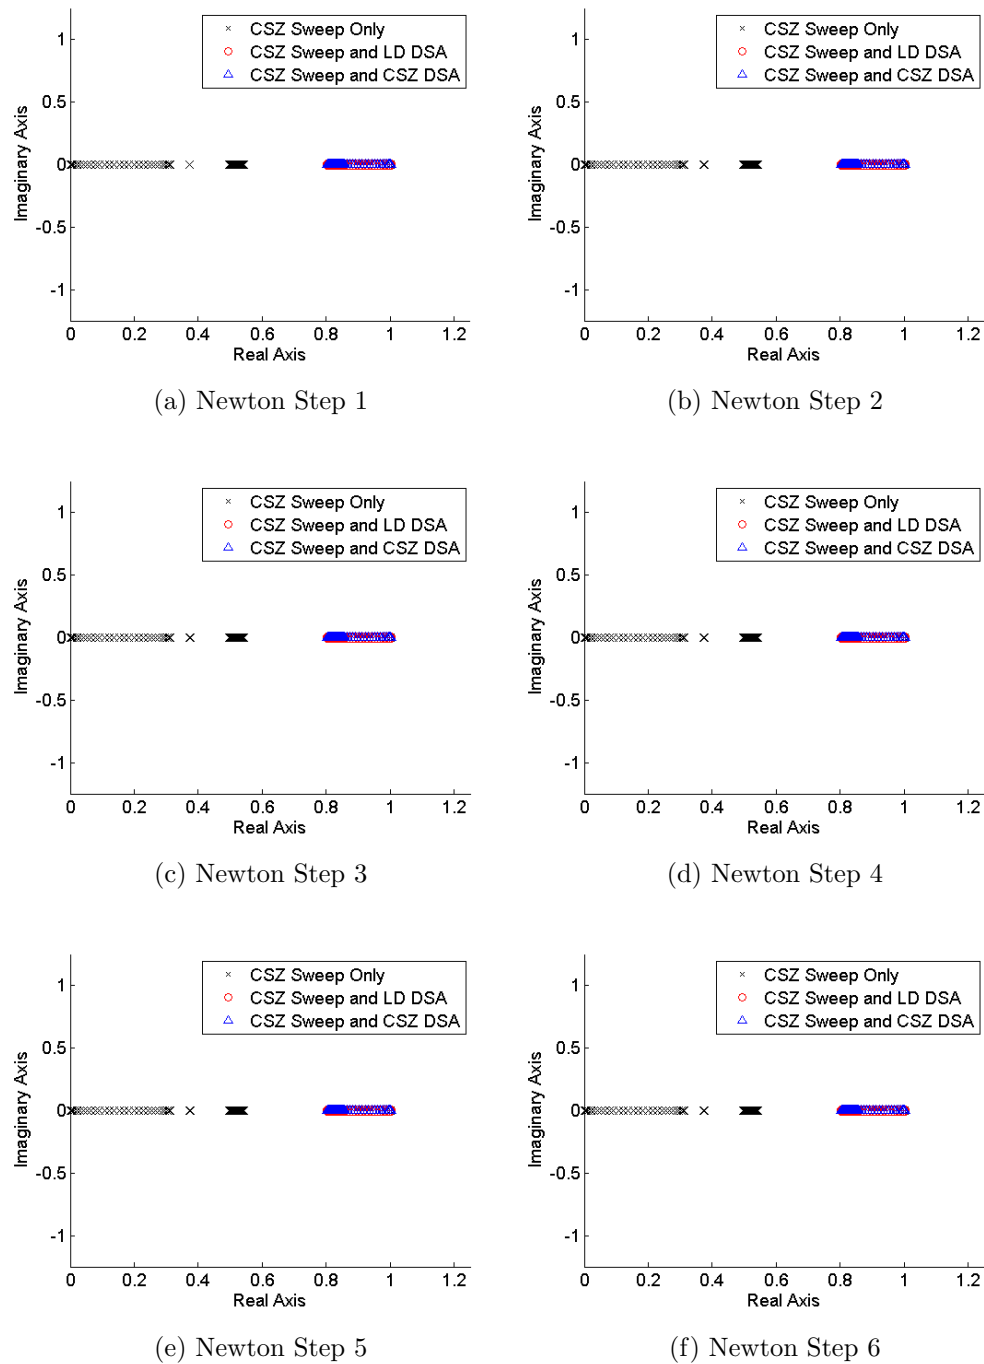 1
0.5
0
-0.5
-1
Imaginary Axis
CSZ Sweep Only
CSZ Sweep and LD DSA
CSZ Sweep and CSZ DSA
0 0.2 0.4 0.6 0.8 1 1.2
Real Axis
(a) Newton Step 1
1
0.5
0
-0.5
-1
Imaginary Axis
CSZ Sweep Only
CSZ Sweep and LD DSA
CSZ Sweep and CSZ DSA
0 0.2 0.4 0.6 0.8 1 1.2
Real Axis
(b) Newton Step 2
1
0.5
0
-0.5
-1
Imaginary Axis
CSZ Sweep Only
CSZ Sweep and LD DSA
CSZ Sweep and CSZ DSA
0 0.2 0.4 0.6 0.8 1 1.2
Real Axis
(c) Newton Step 3
1
0.5
0
-0.5
-1
Imaginary Axis
CSZ Sweep Only
CSZ Sweep and LD DSA
CSZ Sweep and CSZ DSA
0 0.2 0.4 0.6 0.8 1 1.2
Real Axis
(d) Newton Step 4
1
0.5
0
-0.5
-1
Imaginary Axis
CSZ Sweep Only
CSZ Sweep and LD DSA
CSZ Sweep and CSZ DSA
0 0.2 0.4 0.6 0.8 1 1.2
Real Axis
(e) Newton Step 5
1
0.5
0
-0.5
-1
Imaginary Axis
CSZ Sweep Only
CSZ Sweep and LD DSA
CSZ Sweep and CSZ DSA
0 0.2 0.4 0.6 0.8 1 1.2
Real Axis
(f) Newton Step 6